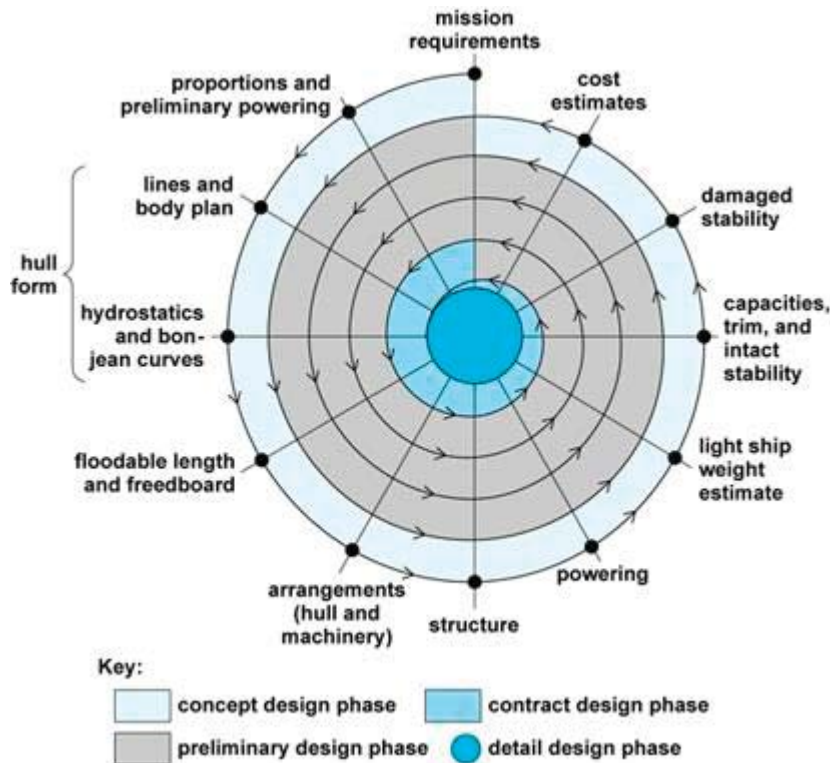 mission
requirements
proportions and
preliminary powering
cost
estimates
lines and
body plan
damaged
stability
hull
form
hydrostatics
and bon-
jean curves
capacities,
trim, and
intact
stability
floodable length
and freedboard
light ship
weight
estimate
arrangements
(hull and
machinery)
structure
powering
Key:
concept design phase
contract design phase
preliminary design phase
detail design phase